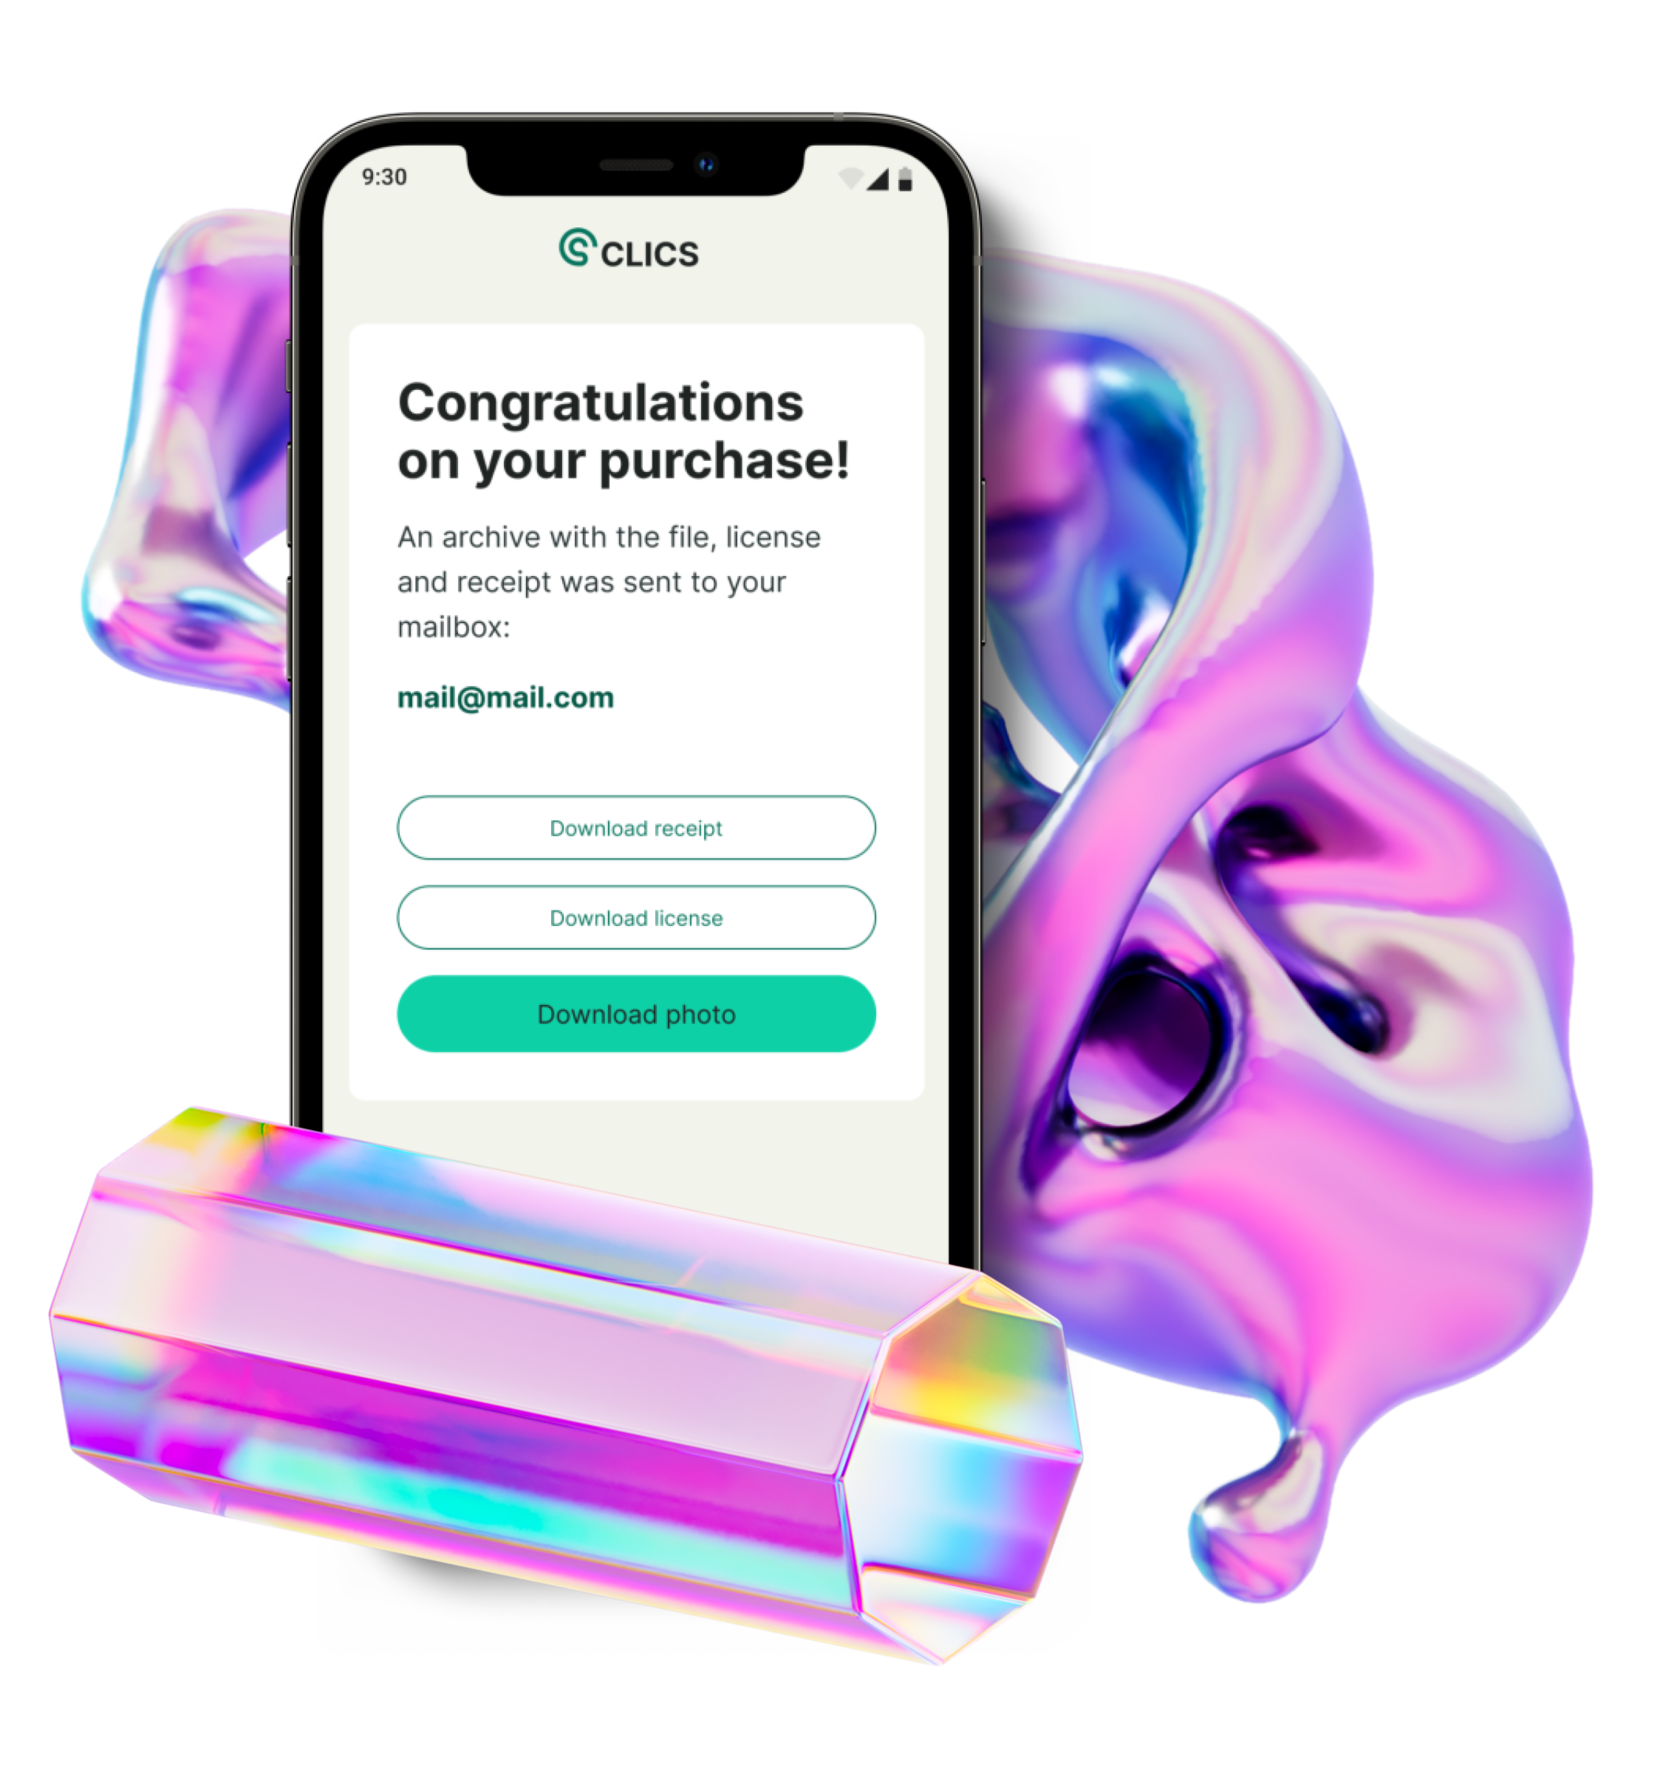 9:30
CLICS
Congratulations
on your purchase!
An archive with the file, license
and receipt was sent to your
mailbox:
mail@mail.com
Download receipt
Download license
Download photo